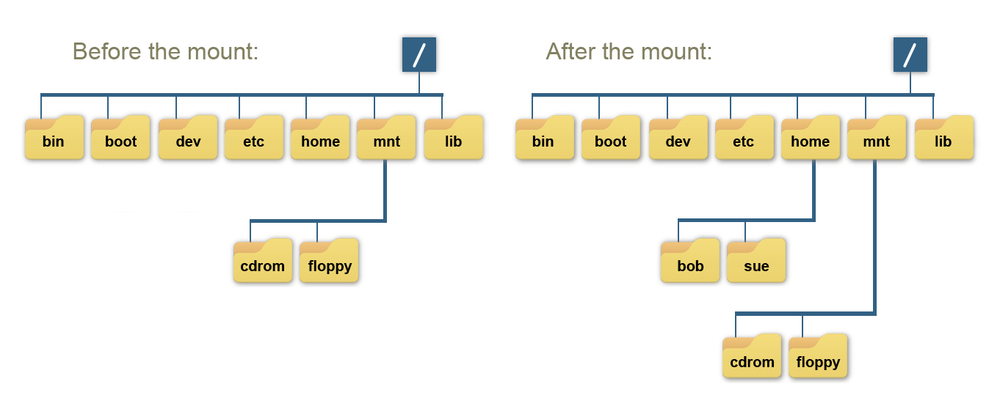 Before the mount:
/
bin boot dev etc home mnt lib
cdrom floppy
After the mount:
/
bin boot dev etc home mnt lib
bob sue
cdrom floppy